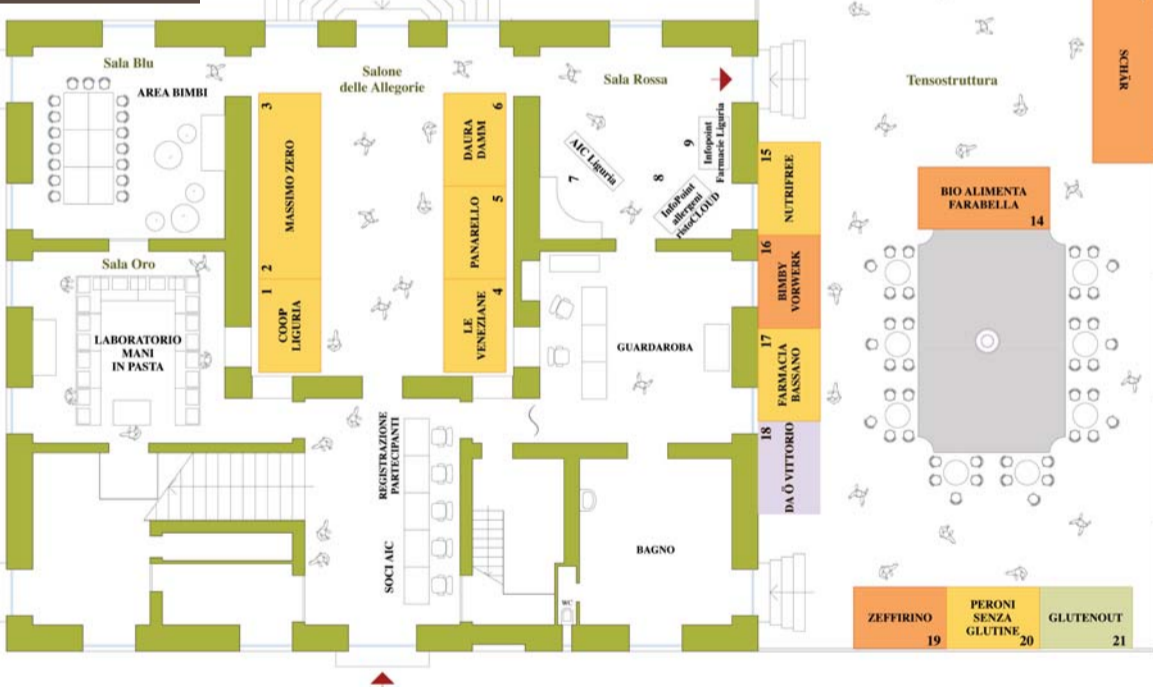 Sala Blu
AREA BIMBI
Salone
delle Allegorie
Sala Rossa
Tensostruttura
SCHÄR
3
MASSIMO ZERO
2
1
COOP
LIGURIA
6
DAURA
DAMM
5
PANARELLO
4
LE
VENEZIANE
AIC Liguria
7
8
InfoPoint
allergeni
ristoCLOUD
9
Infopoint
Farmacie Liguria
15
NUTRIFREE
16
BIMBY
VORWERK
17
FARMACIA
BASSANO
18
DA Ö VITTORIO
BIO ALIMENTA
FARABELLA
14
Sala Oro
LABORATORIO
MANI
IN PASTA
GUARDAROBA
REGISTRAZIONE
PARTECIPANTI
SOCI AIC
BAGNO
WC
ZEFFIRINO
19
PERONI
SENZA
GLUTINE
20
GLUTENOUT
21